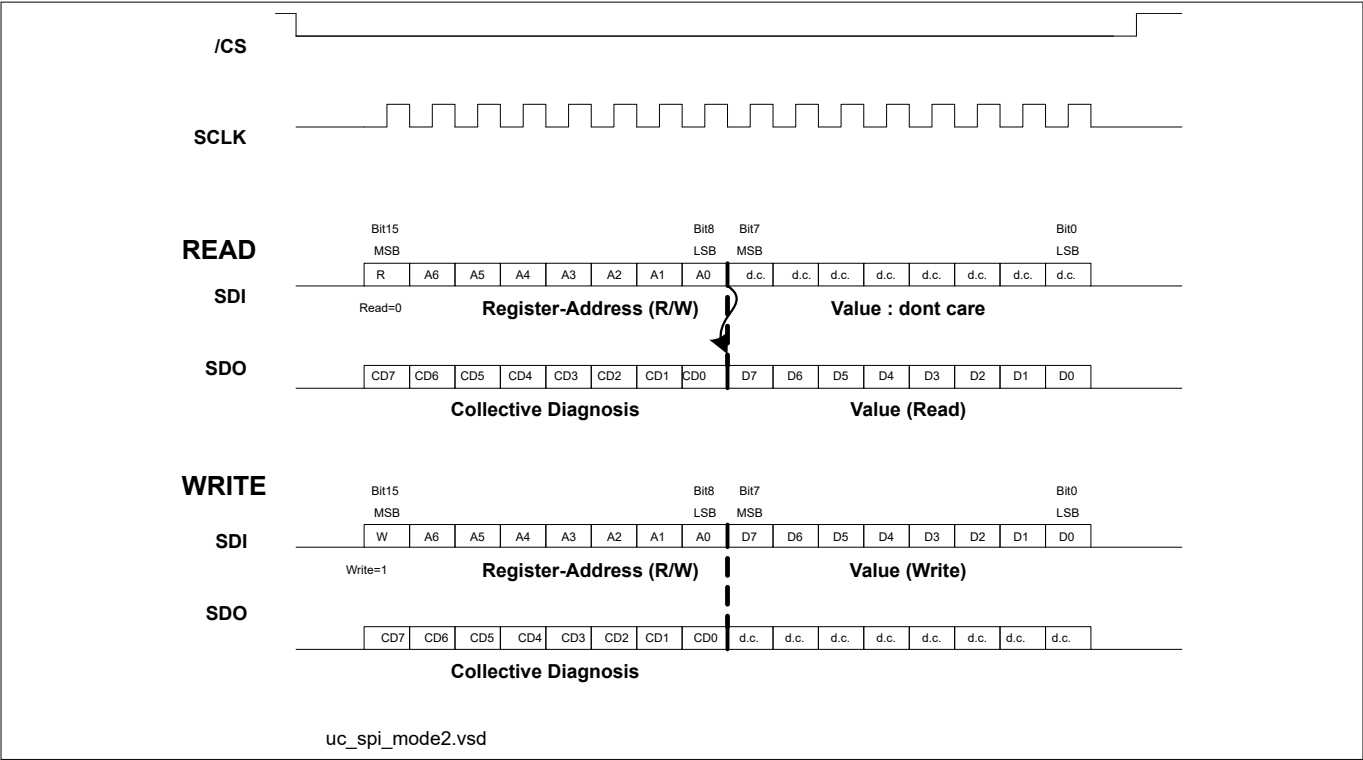 /CS
SCLK
Bit15 Bit8 Bit7 Bit0
READ MSB LSB MSB LSB
R A6 A5 A4 A3 A2 A1 A0 d.c. d.c. d.c. d.c. d.c. d.c. d.c. d.c.
SDI
Read=0 Register-Address (R/W) Value : dont care
SDO
CD7 CD6 CD5 CD4 CD3 CD2 CD1 CD0 D7 D6 D5 D4 D3 D2 D1 D0
Collective Diagnosis Value (Read)
WRITE
Bit15 Bit8 Bit7 Bit0
MSB LSB MSB LSB
SDI W A6 A5 A4 A3 A2 A1 A0 D7 D6 D5 D4 D3 D2 D1 D0
Write=1 Register-Address (R/W) Value (Write)
SDO
CD7 CD6 CD5 CD4 CD3 CD2 CD1 CD0 d.c. d.c. d.c. d.c. d.c. d.c. d.c. d.c.
Collective Diagnosis
uc_spi_mode2.vsd